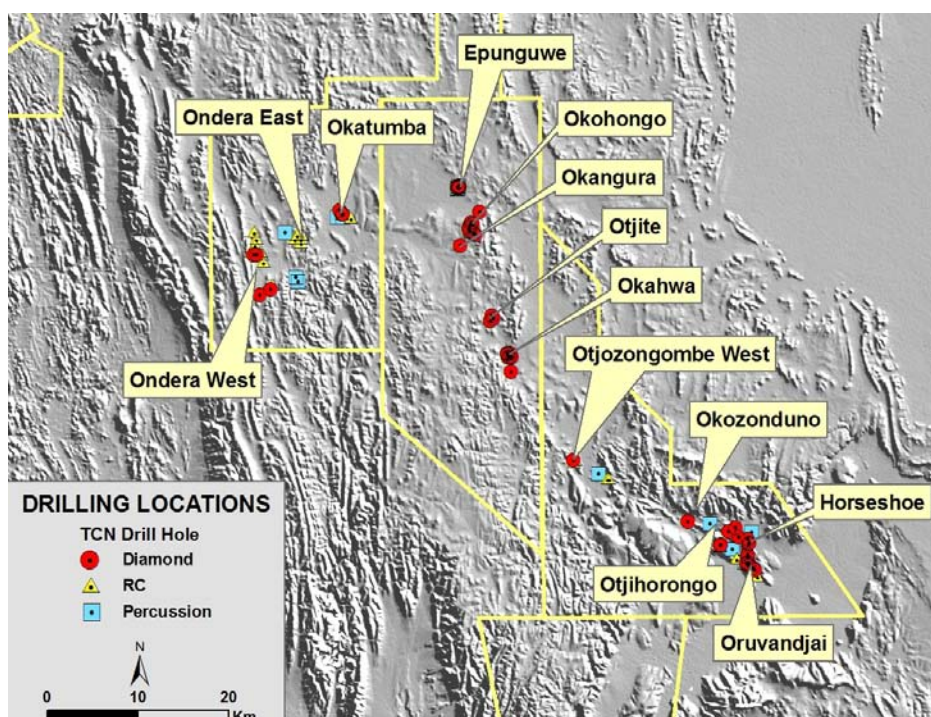 Epunguwe
Ondera East
Okatumba
Okohongo
Okangura
Otjite
Okahwa
Ondera West
Otjozongombe West
Okozonduno
Horseshoe
Otjihorongo
Oruvandjai
DRILLING LOCATIONS
TCN Drill Hole
Diamond
RC
Percussion
N
0 10 20
Km